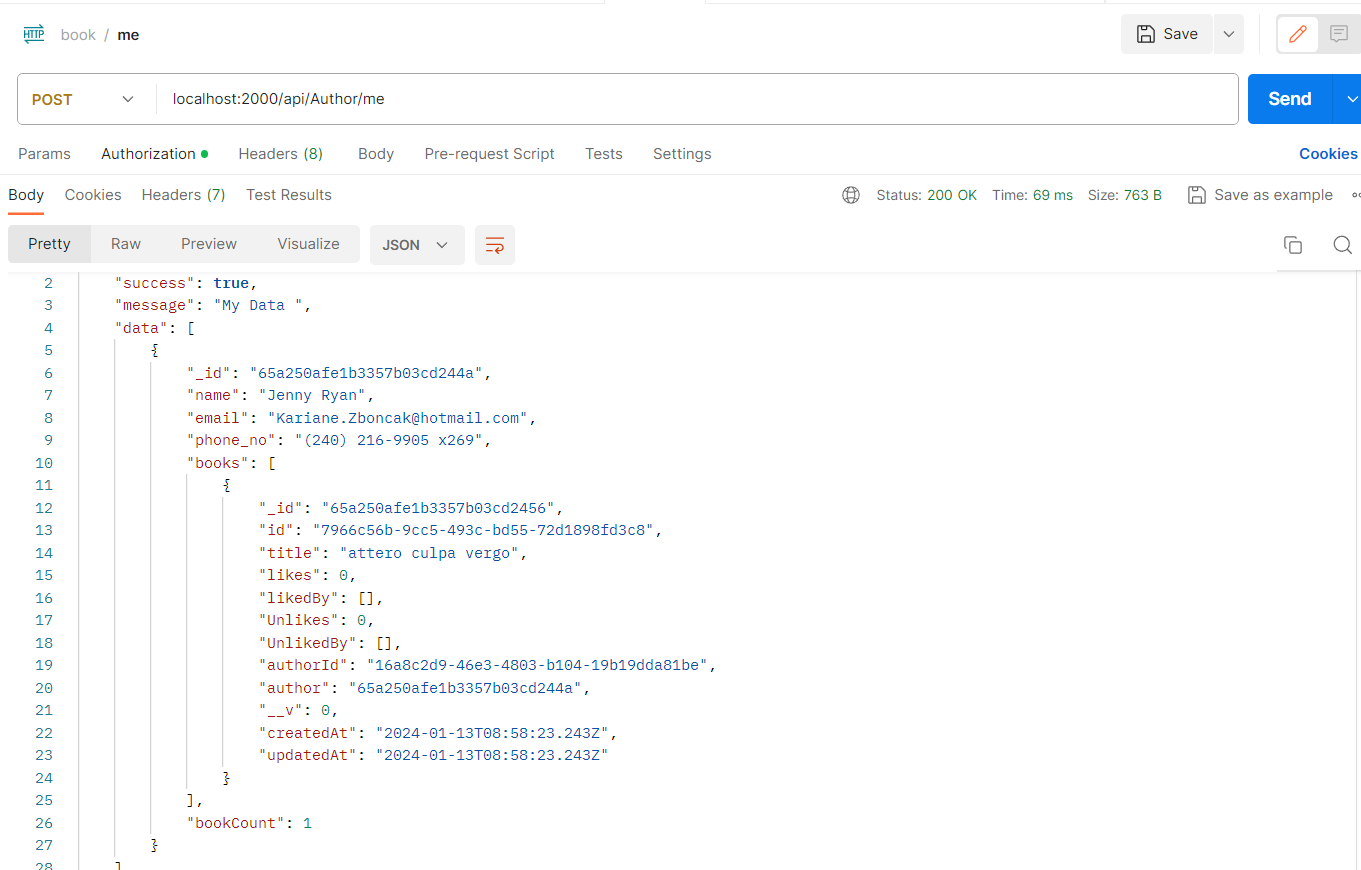 HTTP book / me
Save
POST localhost:2000/api/Author/me
Send
Params Authorization Headers (8) Body Pre-request Script Tests Settings Cookies
Body Cookies Headers (7) Test Results Status: 200 OK Time: 69 ms Size: 763 B Save as example
Pretty Raw Preview Visualize JSON
2 "success": true,
3 "message": "My Data ",
4 "data": [
5 {
6 "_id": "65a250afe1b3357b03cd244a",
7 "name": "Jenny Ryan",
8 "email": "Kariane.Zboncak@hotmail.com",
9 "phone_no": "(240) 216-9905 x269",
10 "books": [
11 {
12 "_id": "65a250afe1b3357b03cd2456",
13 "id": "7966c56b-9cc5-493c-bd55-72d1898fd3c8",
14 "title": "attero culpa vergo",
15 "likes": 0,
16 "likedBy": [],
17 "Unlikes": 0,
18 "UnlikedBy": [],
19 "authorId": "16a8c2d9-46e3-4803-b104-19b19dda81be",
20 "author": "65a250afe1b3357b03cd244a",
21 "__v": 0,
22 "createdAt": "2024-01-13T08:58:23.243Z",
23 "updatedAt": "2024-01-13T08:58:23.243Z"
24 }
25 ],
26 "bookCount": 1
27 }
28 ]